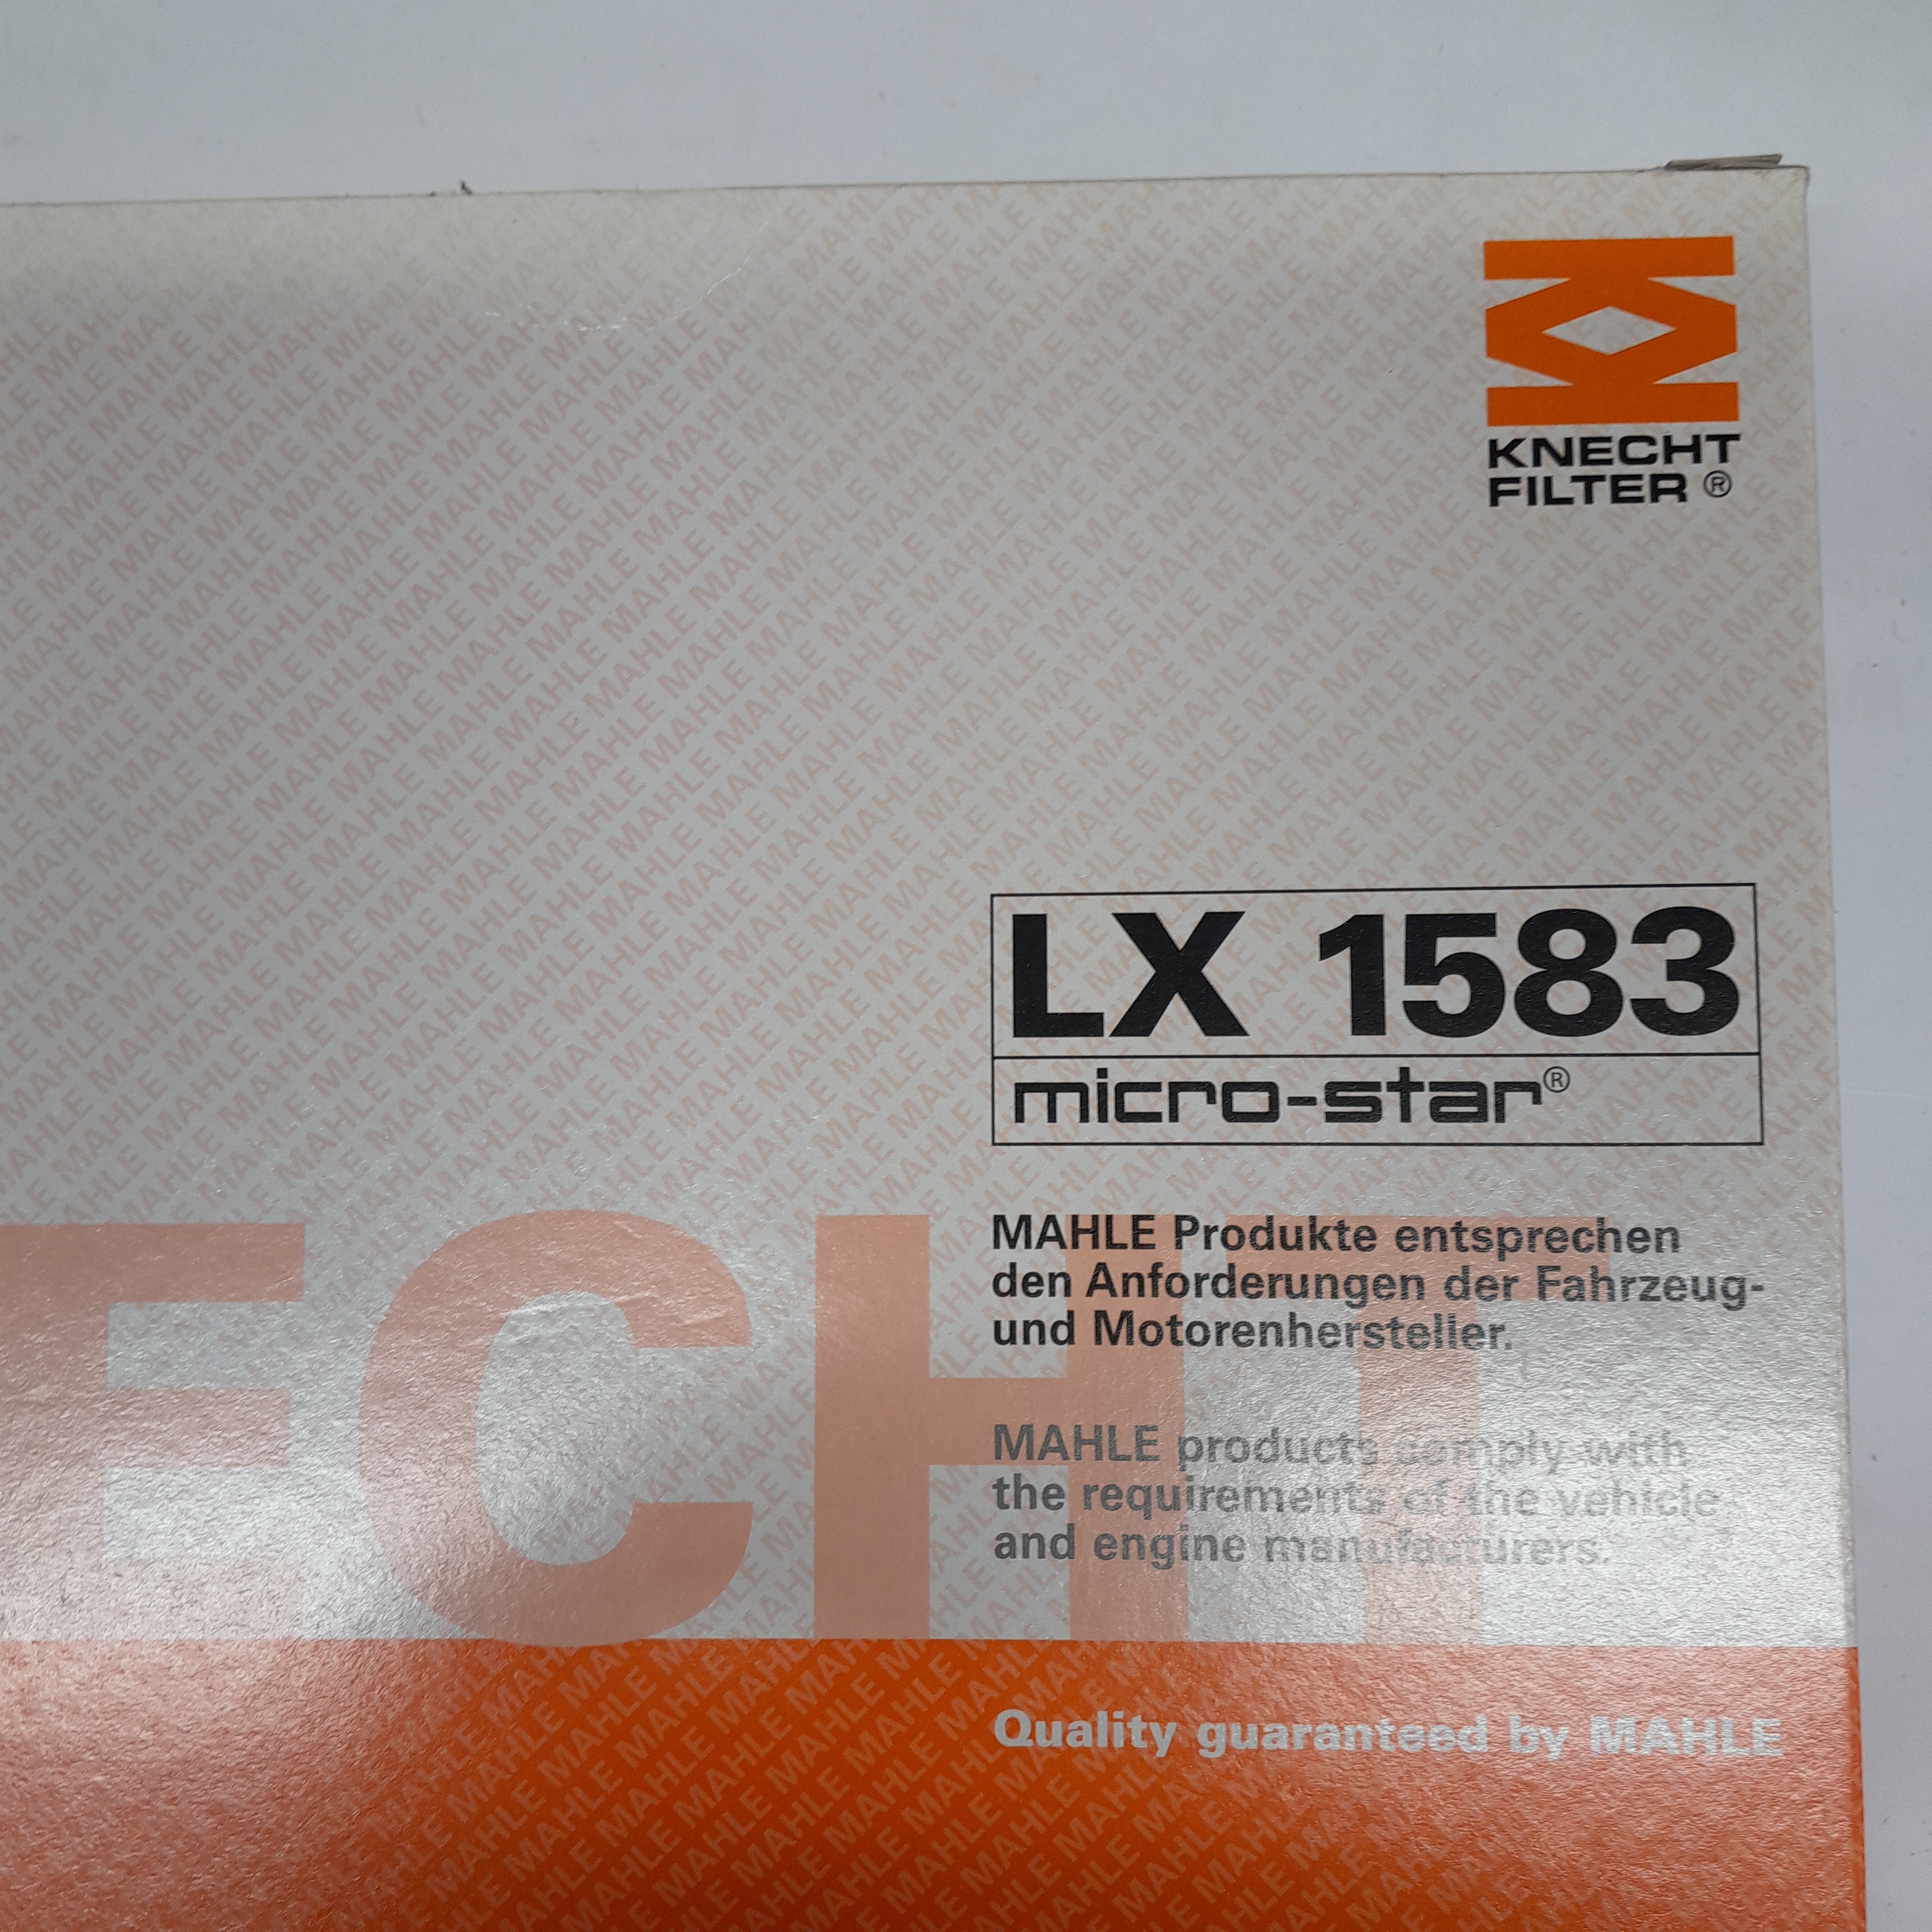 KNECHT
FILTER®
LX 1583
micro-star®
ECHT
MAHLE Produkte entsprechen
den Anforderungen der Fahrzeug-
und Motorenhersteller.
MAHLE products comply with
the requirements of the vehicle
and engine manufacturers.
Quality guaranteed by MAHLE